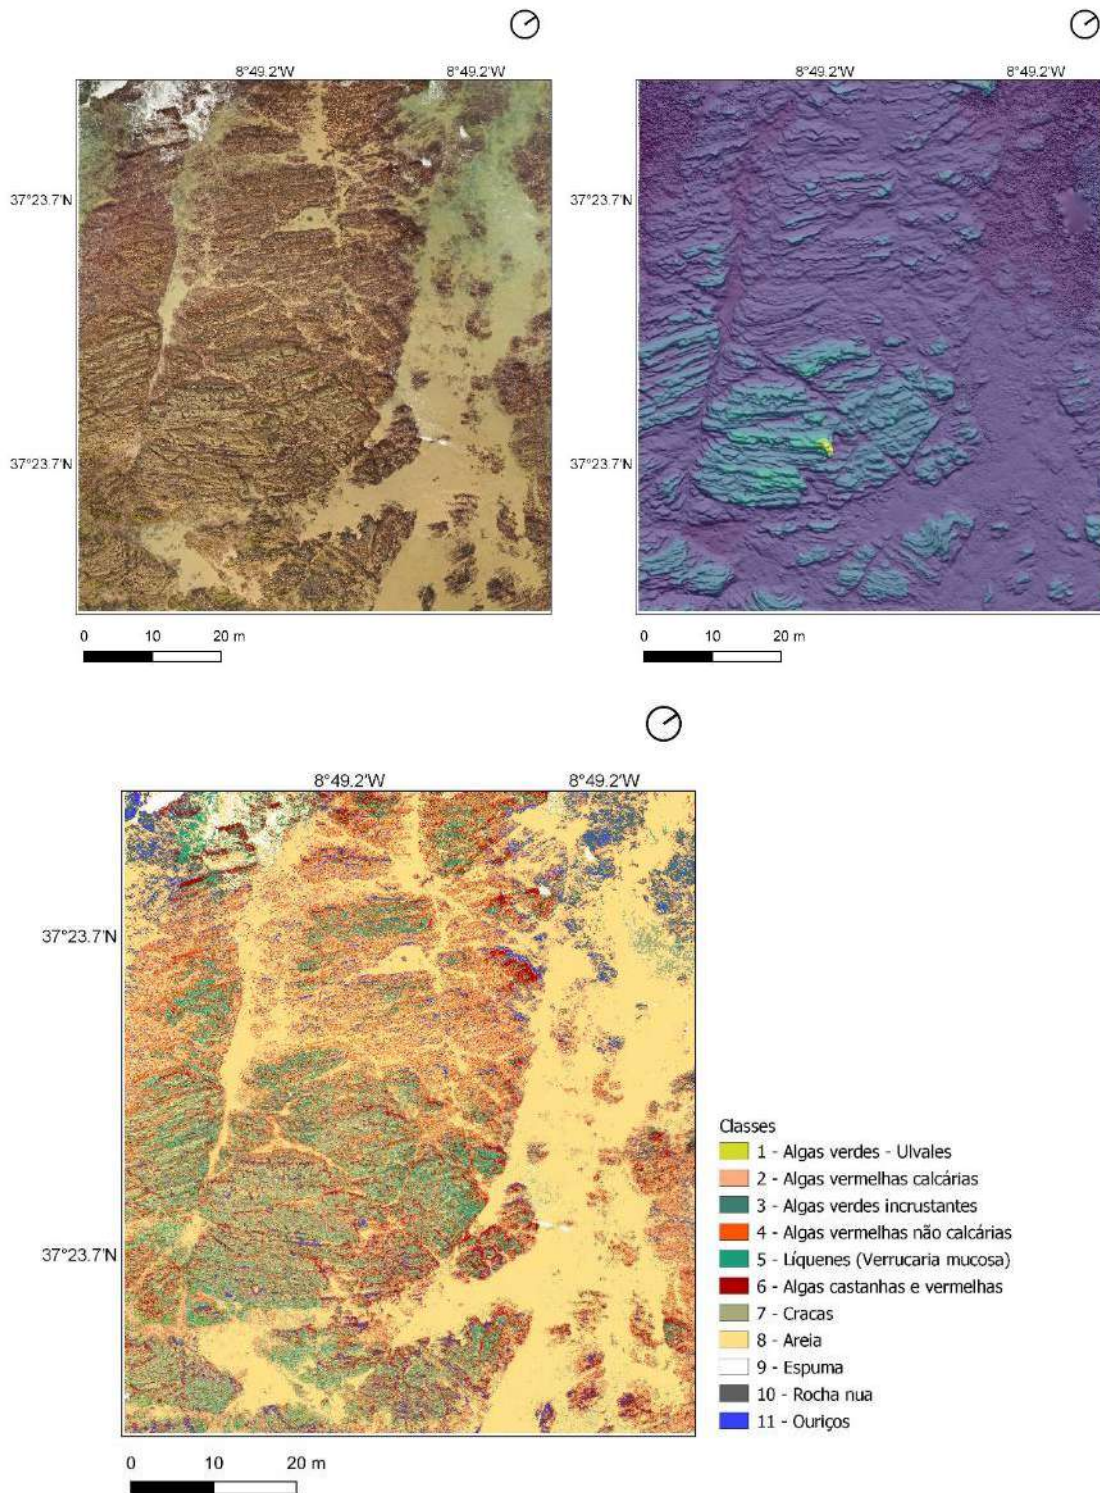 8°49.2'W 8°49.2'W
37°23.7'N
37°23.7'N
0 10 20 m
8°49.2'W 8°49.2'W
37°23.7'N
37°23.7'N
0 10 20 m
8°49.2'W 8°49.2'W
37°23.7'N
37°23.7'N
0 10 20 m
Classes
1 - Algas verdes - Ulvales
2 - Algas vermelhas calcárias
3 - Algas verdes incrustantes
4 - Algas vermelhas não calcárias
5 - Líquenes (Verrucaria mucosa)
6 - Algas castanhas e vermelhas
7 - Cracas
8 - Areia
9 - Espuma
10 - Rocha nua
11 - Ouriços